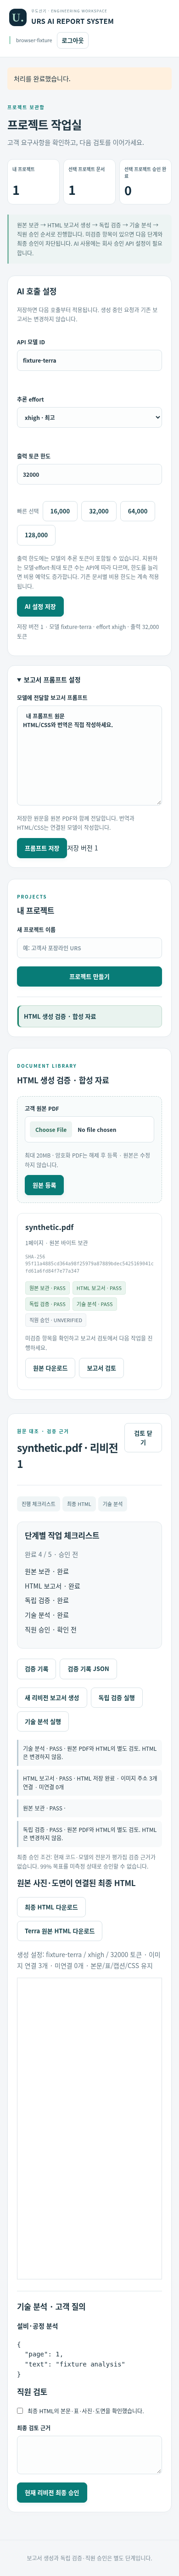 U.
우도리즈 · ENGINEERING WORKSPACE
URS AI REPORT SYSTEM
browser-fixture
로그아웃
처리를 완료했습니다.
프로젝트 보관함
프로젝트 작업실
고객 요구사항을 확인하고, 다음 검토를 이어가세요.
내 프로젝트
1
선택 프로젝트 문서
1
선택 프로젝트 승인 완료
0
원본 보관 → HTML 보고서 생성 → 독립 검증 → 기술 분석 → 직원 승인 순서로 진행합니다. 미검증 항목이 있으면 다음 단계와 최종 승인이 차단됩니다. AI 사용에는 회사 승인 API 설정이 필요합니다.
AI 호출 설정
저장하면 다음 호출부터 적용됩니다. 생성 중인 요청과 기존 보고서는 변경하지 않습니다.
API 모델 ID
fixture-terra
추론 effort
xhigh · 최고
출력 토큰 한도
32000
빠른 선택
16,000
32,000
64,000
128,000
출력 한도에는 모델의 추론 토큰이 포함될 수 있습니다. 지원하는 모델·effort·최대 토큰 수는 API에 따라 다르며, 한도를 늘리면 비용 예약도 증가합니다. 기존 문서별 비용 한도는 계속 적용됩니다.
AI 설정 저장
저장 버전 1 · 모델 fixture-terra · effort xhigh · 출력 32,000 토큰
▼ 보고서 프롬프트 설정
모델에 전달할 보고서 프롬프트
내 프롬프트 원문
HTML/CSS와 번역은 직접 작성하세요.
저장된 원문을 원본 PDF와 함께 전달합니다. 번역과 HTML/CSS는 연결된 모델이 작성합니다.
프롬프트 저장
저장 버전 1
PROJECTS
내 프로젝트
새 프로젝트 이름
예: 고객사 포장라인 URS
프로젝트 만들기
HTML 생성 검증 · 합성 자료
DOCUMENT LIBRARY
HTML 생성 검증 · 합성 자료
고객 원본 PDF
Choose File
No file chosen
최대 20MB · 암호화 PDF는 해제 후 등록 · 원본은 수정하지 않습니다.
원본 등록
synthetic.pdf
1페이지 · 원본 바이트 보관
SHA-256
원본 보관 · PASS
HTML 보고서 · PASS
독립 검증 · PASS
기술 분석 · PASS
직원 승인 · UNVERIFIED
미검증 항목을 확인하고 보고서 검토에서 다음 작업을 진행하세요.
원본 다운로드
보고서 검토
원문 대조 · 검증 근거
synthetic.pdf · 리비전 1
검토 닫기
진행 체크리스트
최종 HTML
기술 분석
단계별 작업 체크리스트
완료 4 / 5 · 승인 전
원본 보관 · 완료
HTML 보고서 · 완료
독립 검증 · 완료
기술 분석 · 완료
직원 승인 · 확인 전
검증 기록
검증 기록 JSON
새 리비전 보고서 생성
독립 검증 실행
기술 분석 실행
기술 분석 · PASS · 원본 PDF와 HTML의 별도 검토. HTML은 변경하지 않음.
HTML 보고서 · PASS · HTML 저장 완료 · 이미지 주소 3개 연결 · 미연결 0개
원본 보관 · PASS ·
독립 검증 · PASS · 원본 PDF와 HTML의 별도 검토. HTML은 변경하지 않음.
최종 승인 조건: 현재 코드·모델의 전문가 평가집 검증 근거가 없습니다. 99% 목표를 미측정 상태로 승인할 수 없습니다.
원본 사진·도면이 연결된 최종 HTML
최종 HTML 다운로드
Terra 원본 HTML 다운로드
생성 설정: fixture-terra / xhigh / 32000 토큰 · 이미지 연결 3개 · 미연결 0개 · 본문/표/캡션/CSS 유지
기술 분석 · 고객 질의
설비·공정 분석
{
"page": 1,
"text": "fixture analysis"
}
직원 검토
최종 HTML의 본문·표·사진·도면을 확인했습니다.
최종 검토 근거
현재 리비전 최종 승인
보고서 생성과 독립 검증·직원 승인은 별도 단계입니다.